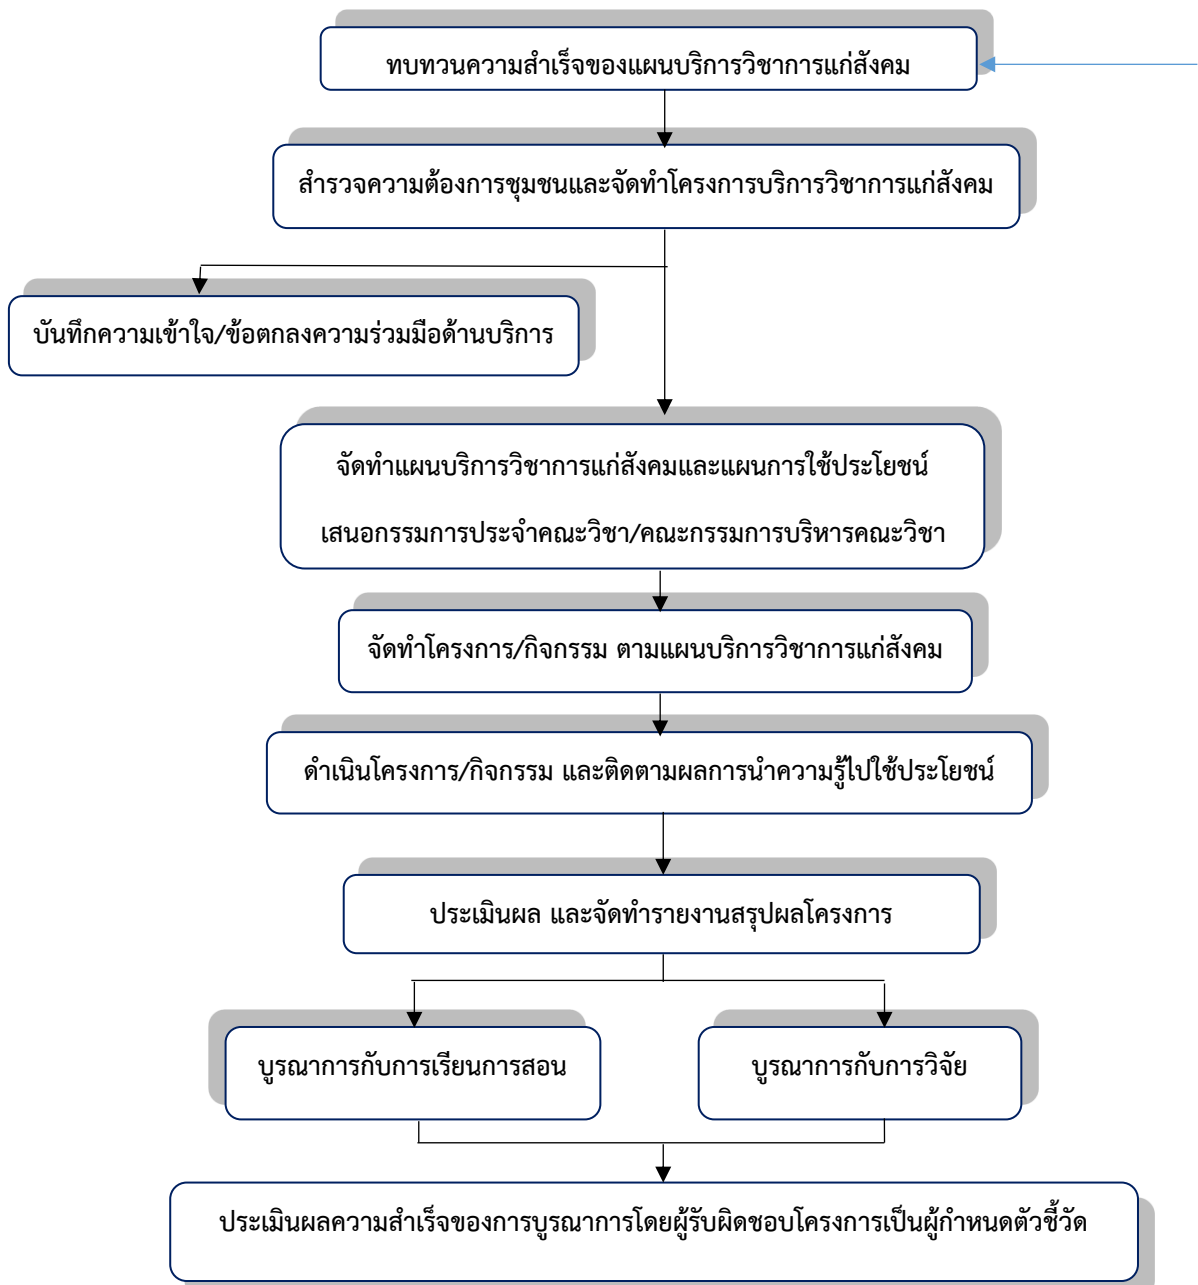 ทบทวนความสำเร็จของแผนบริการวิชาการแก่สังคม
สำรวจความต้องการชุมชนและจัดทำโครงการบริการวิชาการแก่สังคม
บันทึกความเข้าใจ/ข้อตกลงความร่วมมือด้านบริการ
จัดทำแผนบริการวิชาการแก่สังคมและแผนการใช้ประโยชน์
เสนอกรรมการประจำคณะวิชา/คณะกรรมการบริหารคณะวิชา
จัดทำโครงการ/กิจกรรม ตามแผนบริการวิชาการแก่สังคม
ดำเนินโครงการ/กิจกรรม และติดตามผลการนำความรู้ไปใช้ประโยชน์
ประเมินผล และจัดทำรายงานสรุปผลโครงการ
บูรณาการกับการเรียนการสอน
บูรณาการกับการวิจัย
ประเมินผลความสำเร็จของการบูรณาการโดยผู้รับผิดชอบโครงการเป็นผู้กำหนดตัวชี้วัด